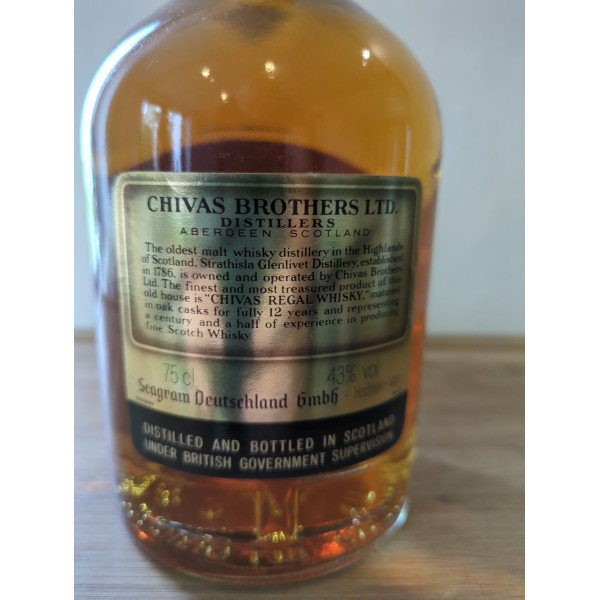 CHIVAS BROTHERS LTD.
DISTILLERS
ABERDEEN SCOTLAND
The oldest malt whisky distillery in the Highlands
of Scotland, Strathisla Glenlivet Distillery, established
in 1786, is owned and operated by Chivas Brothers
Ltd. The finest and most treasured product of this
old house is "CHIVAS REGAL WHISKY," matured
in oak casks for fully 12 years and representing
a century and a half of experience in producing
fine Scotch Whisky
75 cl 43% vol
Seagram Deutschland GmbH
DISTILLED AND BOTTLED IN SCOTLAND
UNDER BRITISH GOVERNMENT SUPERVISION